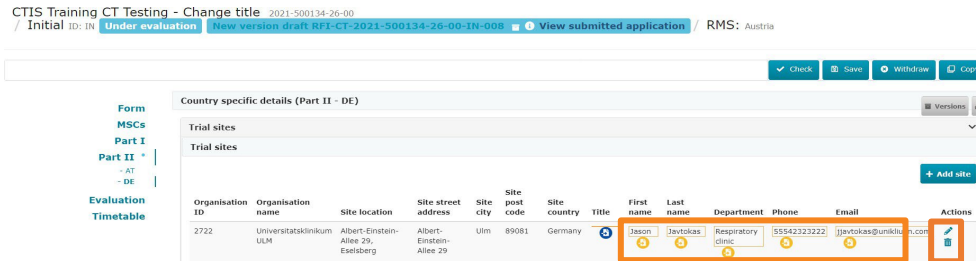 CTIS Training CT Testing - Change title 2021-500134-26-00
/ Initial ID: IN Under evaluation New version draft RFI-CT-2021-500134-26-00-IN-008 View submitted application / RMS: Austria
Check Save Withdraw Copy
Country specific details (Part II - DE)
Versions
Form
MSCs
Part I
Part II *
- AT
- DE
Evaluation
Timetable
Trial sites
Trial sites
+ Add site
Organisation ID Organisation name Site location Site street address Site city Site post code Site country Title First name Last name Department Phone Email Actions
2722 Universitatsklinikum ULM Albert-Einstein-Allee 29, Eselsberg Albert-Einstein-Allee 29 Ulm 89081 Germany Jason Javtokas Respiratory clinic 55542323222